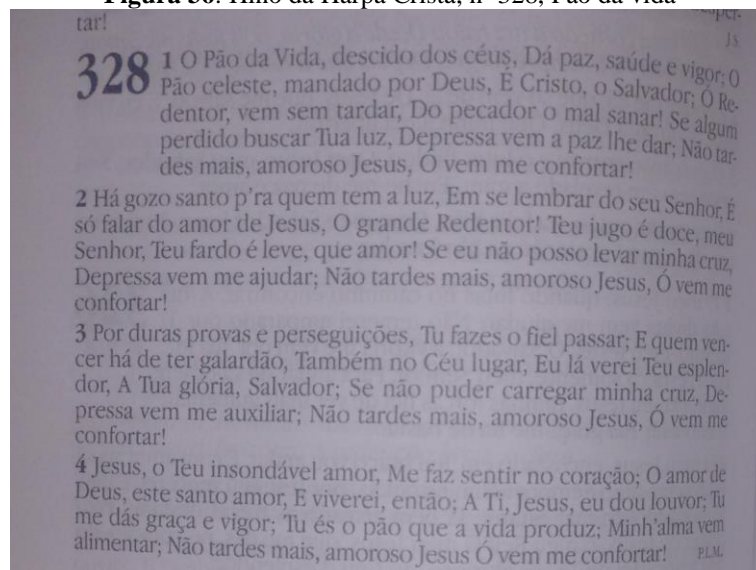 Figura 36: Hino da Harpa Cristã, nº 328, Pão da Vida
tar!
J.S.
328 1 O Pão da Vida, descido dos céus, Dá paz, saúde e vigor; O
Pão celeste, mandado por Deus, É Cristo, o Salvador; Ó Re-
dentor, vem sem tardar, Do pecador o mal sanar! Se algum
perdido buscar Tua luz, Depressa vem a paz lhe dar; Não tar-
des mais, amoroso Jesus, Ó vem me confortar!
2 Há gozo santo p'ra quem tem a luz, Em se lembrar do seu Senhor, É
só falar do amor de Jesus, O grande Redentor! Teu jugo é doce, meu
Senhor, Teu fardo é leve, que amor! Se eu não posso levar minha cruz,
Depressa vem me ajudar; Não tardes mais, amoroso Jesus, Ó vem me
confortar!
3 Por duras provas e perseguições, Tu fazes o fiel passar; E quem ven-
cer há de ter galardão, Também no Céu lugar, Eu lá verei Teu esplen-
dor, A Tua glória, Salvador; Se não puder carregar minha cruz, De-
pressa vem me auxiliar; Não tardes mais, amoroso Jesus, Ó vem me
confortar!
4 Jesus, o Teu insondável amor, Me faz sentir no coração; O amor de
Deus, este santo amor, E viverei, então; A Ti, Jesus, eu dou louvor; Tu
me dás graça e vigor; Tu és o pão que a vida produz; Minh'alma vem
alimentar; Não tardes mais, amoroso Jesus Ó vem me confortar! P.L.M.